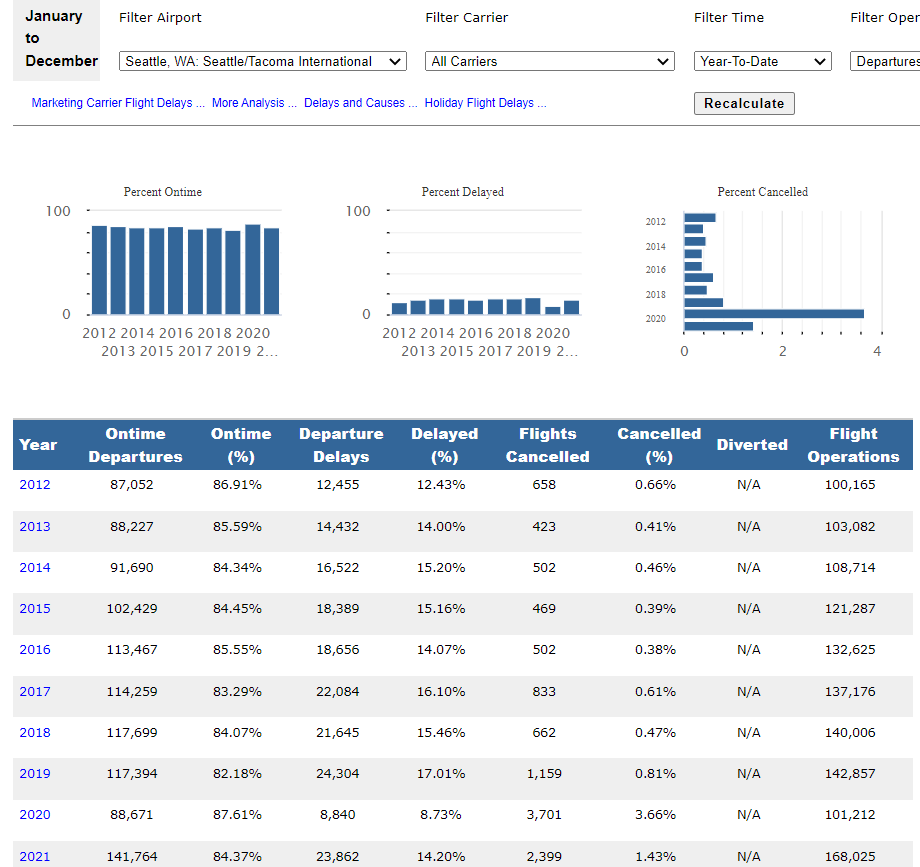 January
to
December
Filter Airport
Filter Carrier
Filter Time
Filter Oper
Seattle, WA: Seattle/Tacoma International
All Carriers
Year-To-Date
Departures
Marketing Carrier Flight Delays ... More Analysis ... Delays and Causes ... Holiday Flight Delays ...
Recalculate
Percent Ontime
100
0
2012 2014 2016 2018 2020
2013 2015 2017 2019 2...
Percent Delayed
100
0
2012 2014 2016 2018 2020
2013 2015 2017 2019 2...
Percent Cancelled
2012
2014
2016
2018
2020
0 2 4
Year Ontime Departures Ontime (%) Departure Delays Delayed (%) Flights Cancelled Cancelled (%) Diverted Flight Operations
2012 87,052 86.91% 12,455 12.43% 658 0.66% N/A 100,165
2013 88,227 85.59% 14,432 14.00% 423 0.41% N/A 103,082
2014 91,690 84.34% 16,522 15.20% 502 0.46% N/A 108,714
2015 102,429 84.45% 18,389 15.16% 469 0.39% N/A 121,287
2016 113,467 85.55% 18,656 14.07% 502 0.38% N/A 132,625
2017 114,259 83.29% 22,084 16.10% 833 0.61% N/A 137,176
2018 117,699 84.07% 21,645 15.46% 662 0.47% N/A 140,006
2019 117,394 82.18% 24,304 17.01% 1,159 0.81% N/A 142,857
2020 88,671 87.61% 8,840 8.73% 3,701 3.66% N/A 101,212
2021 141,764 84.37% 23,862 14.20% 2,399 1.43% N/A 168,025